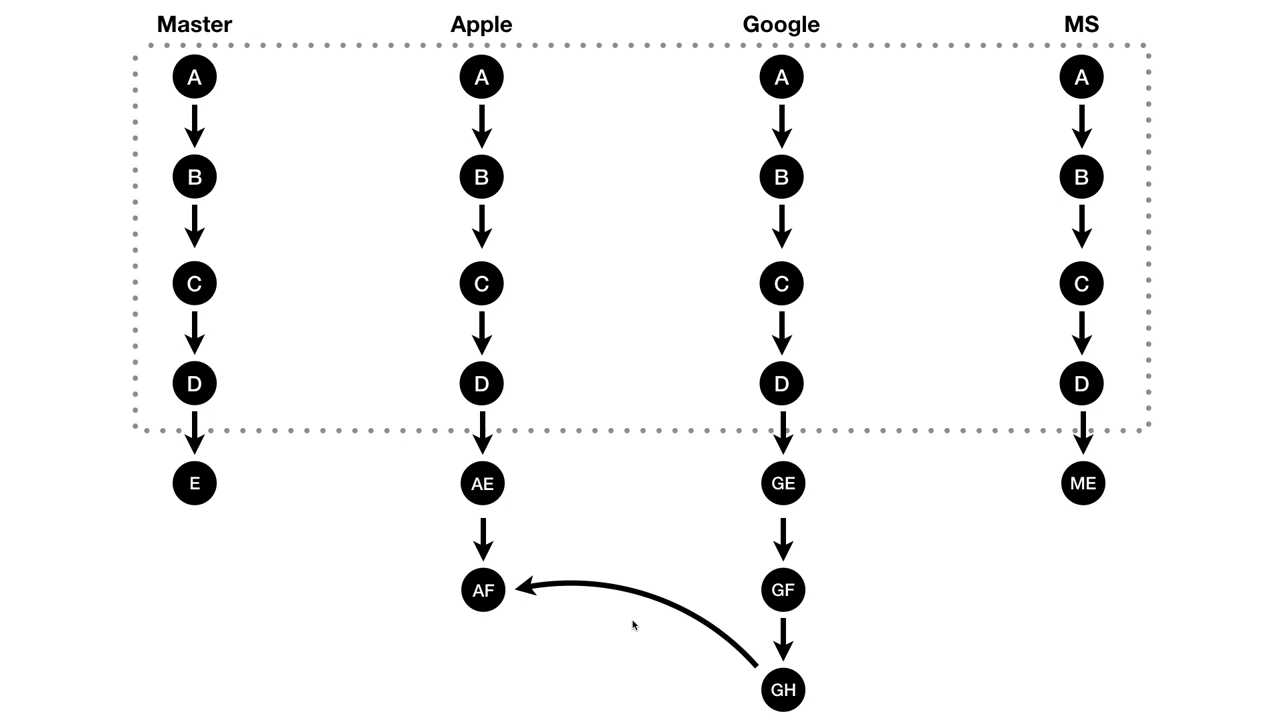 Master Apple Google MS
A A A A
B B B B
C C C C
D D D D
E AE GE ME
AF GF
GH